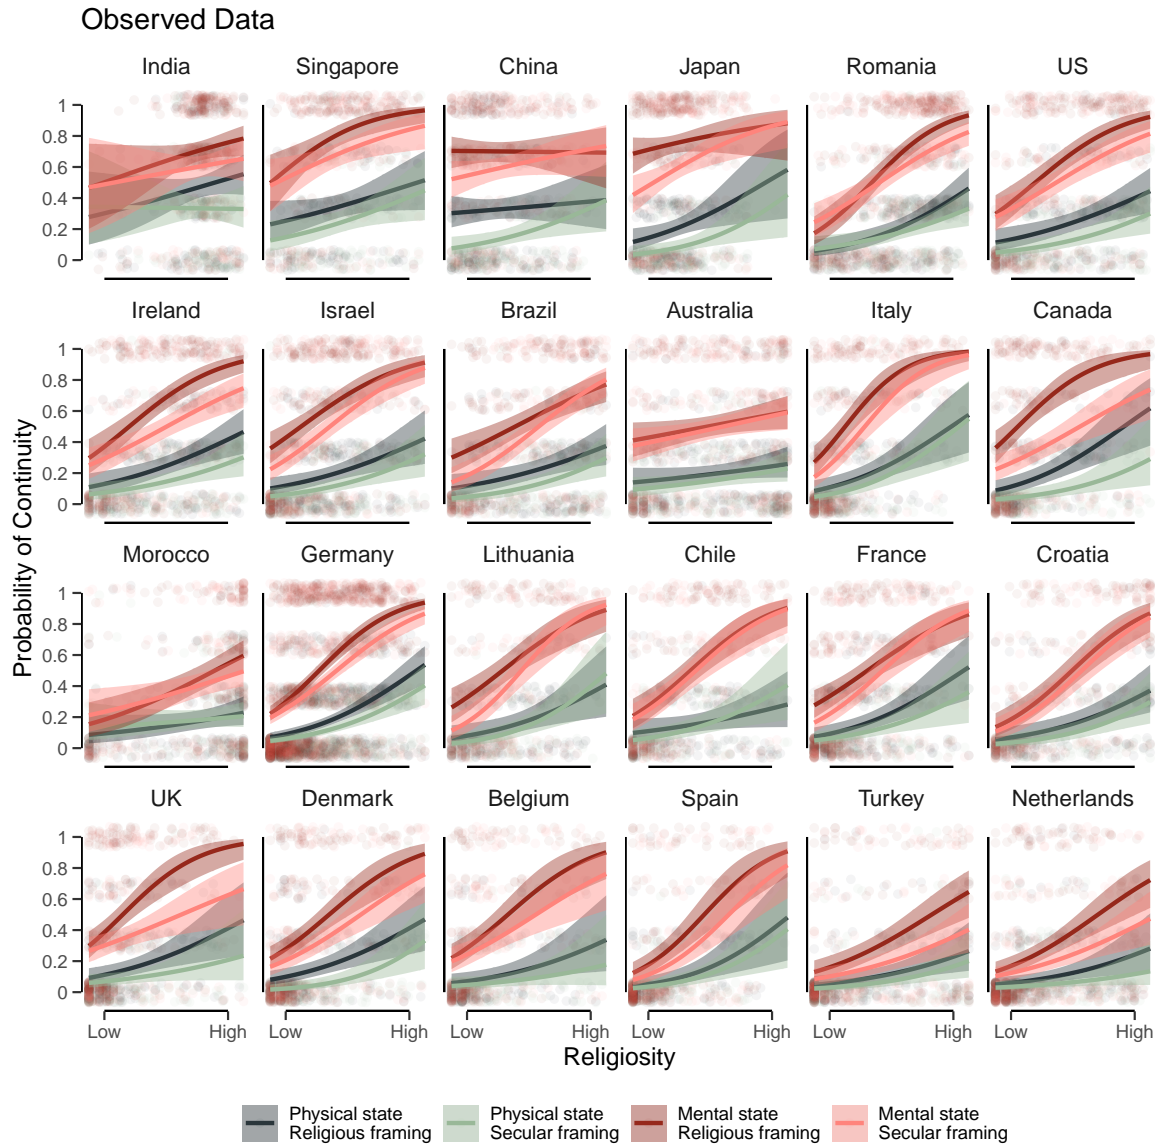 Observed Data
India Singapore China Japan Romania US
1
0.8
0.6
0.4
0.2
0
Ireland Israel Brazil Australia Italy Canada
1
0.8
0.6
0.4
0.2
0
Morocco Germany Lithuania Chile France Croatia
1
0.8
0.6
0.4
0.2
0
UK Denmark Belgium Spain Turkey Netherlands
1
0.8
0.6
0.4
0.2
0
Probability of Continuity
Low High Low High Low High Low High Low High Low High
Religiosity
Physical state Physical state Mental state Mental state
Religious framing Secular framing Religious framing Secular framing